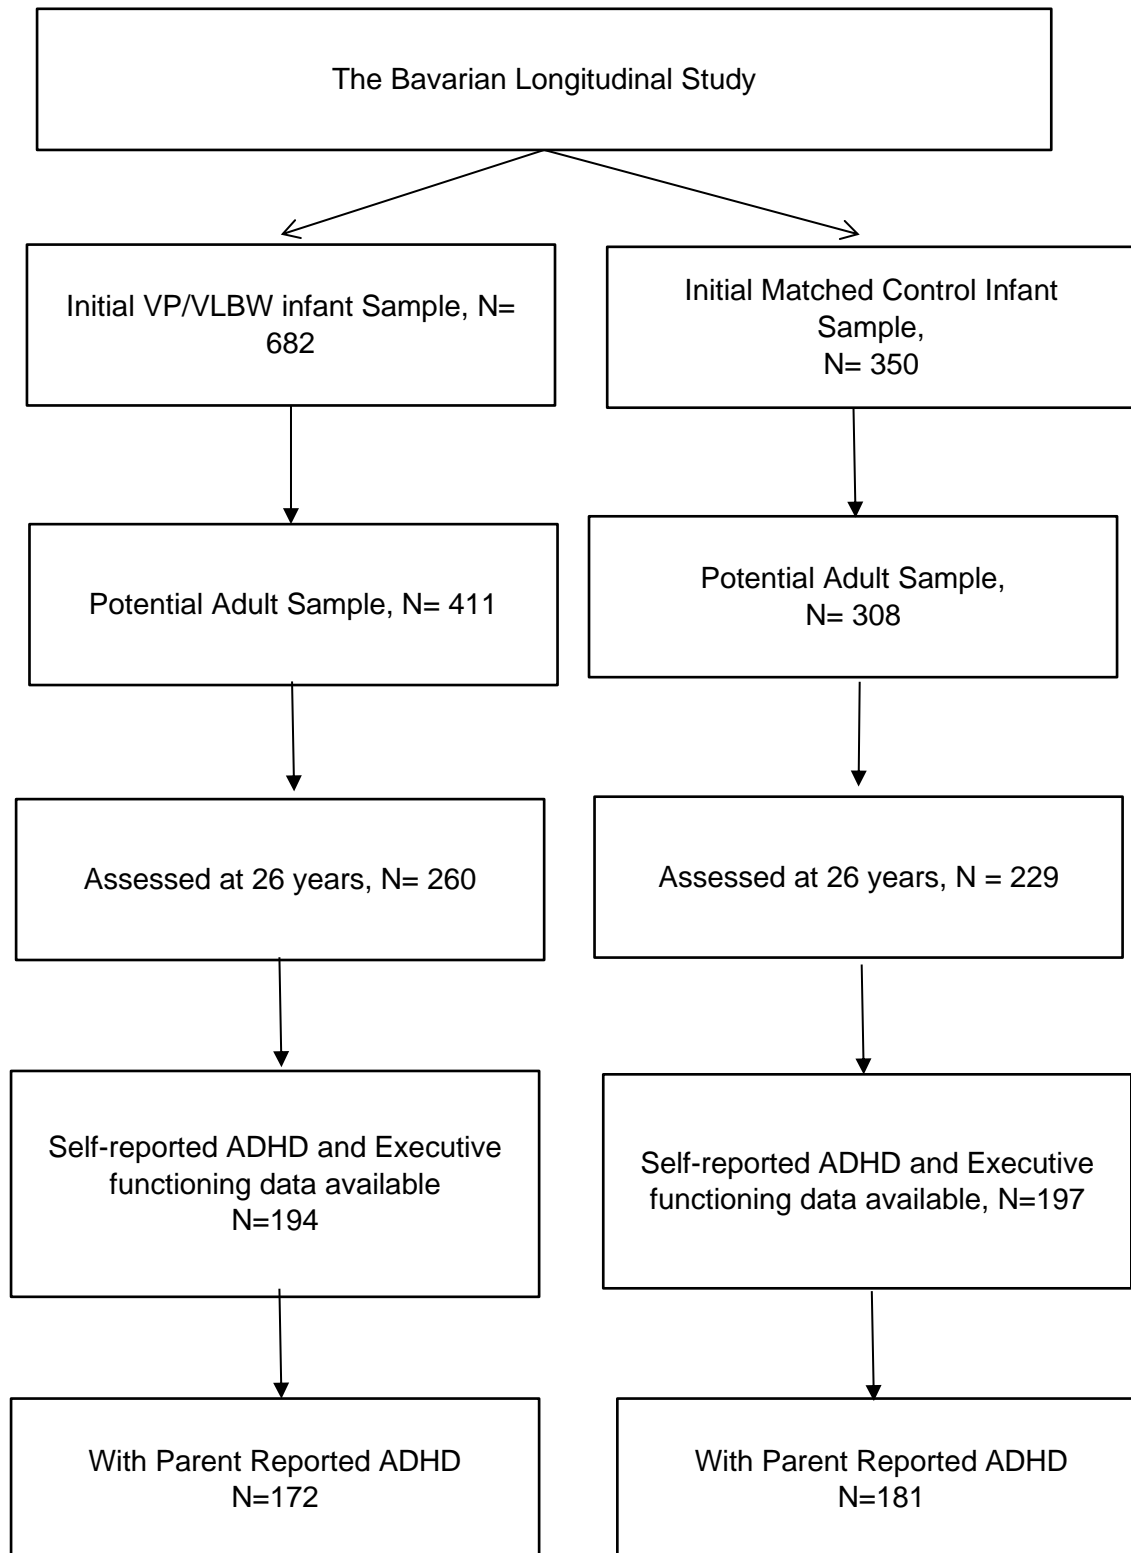 The Bavarian Longitudinal Study
Initial VP/VLBW infant Sample, N=
682
Initial Matched Control Infant
Sample,
N= 350
Potential Adult Sample, N= 411
Potential Adult Sample,
N= 308
Assessed at 26 years, N= 260
Assessed at 26 years, N = 229
Self-reported ADHD and Executive
functioning data available
N=194
Self-reported ADHD and Executive
functioning data available, N=197
With Parent Reported ADHD
N=172
With Parent Reported ADHD
N=181